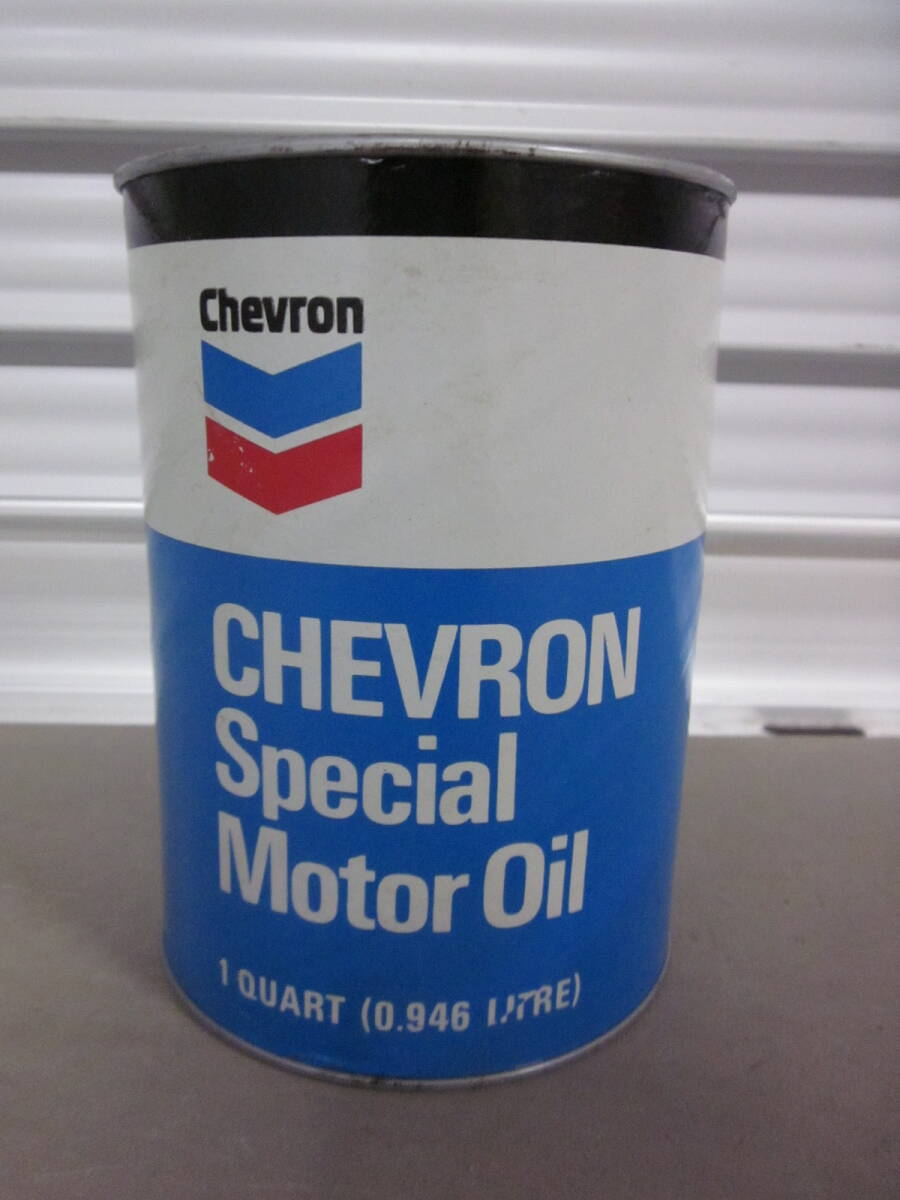 Chevron
CHEVRON
Special
Motor Oil
1 QUART (0.946 LITRE)